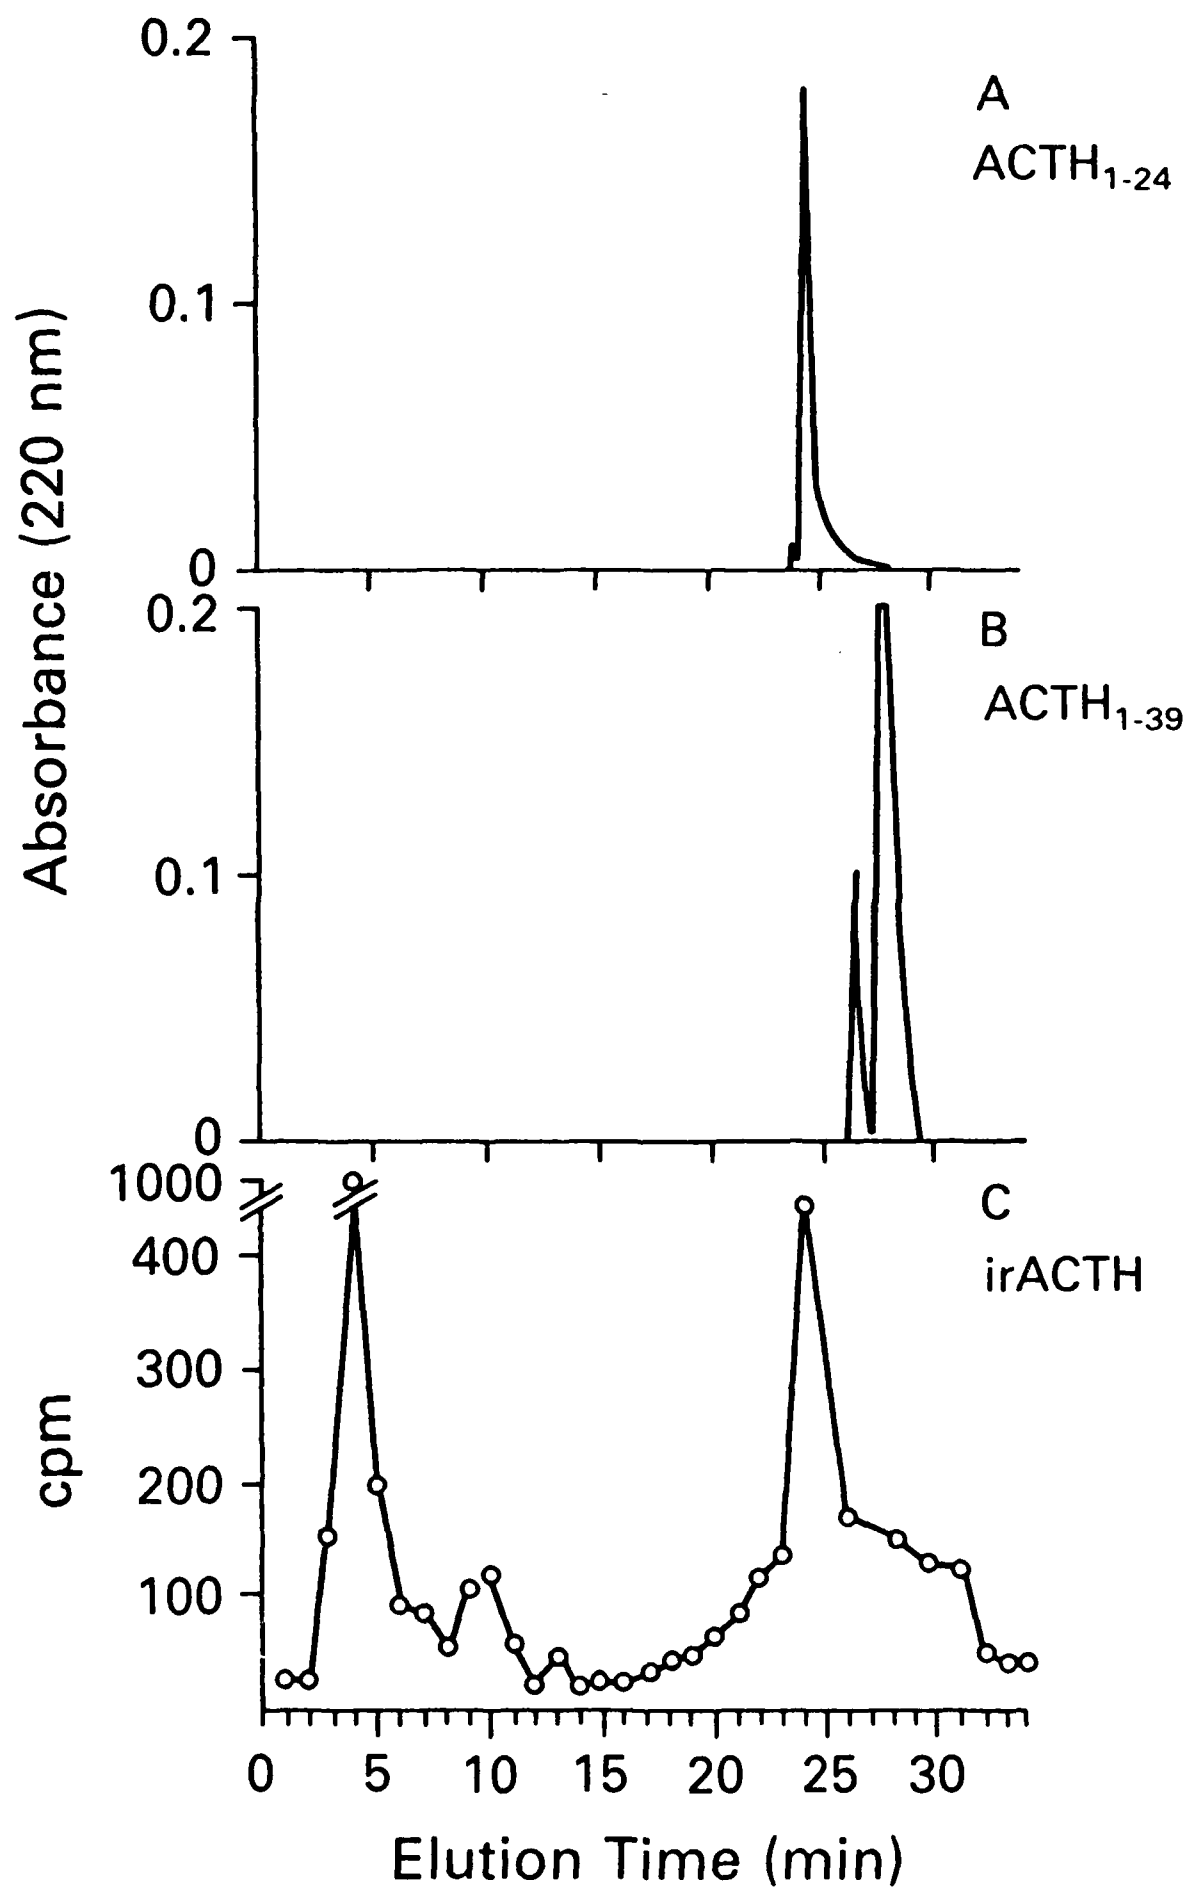 0.2
0.1
0
A
ACTH1-24
Absorbance (220 nm)
0.2
0.1
0
B
ACTH1-39
1000
400
300
200
100
cpm
C
irACTH
0 5 10 15 20 25 30
Elution Time (min)